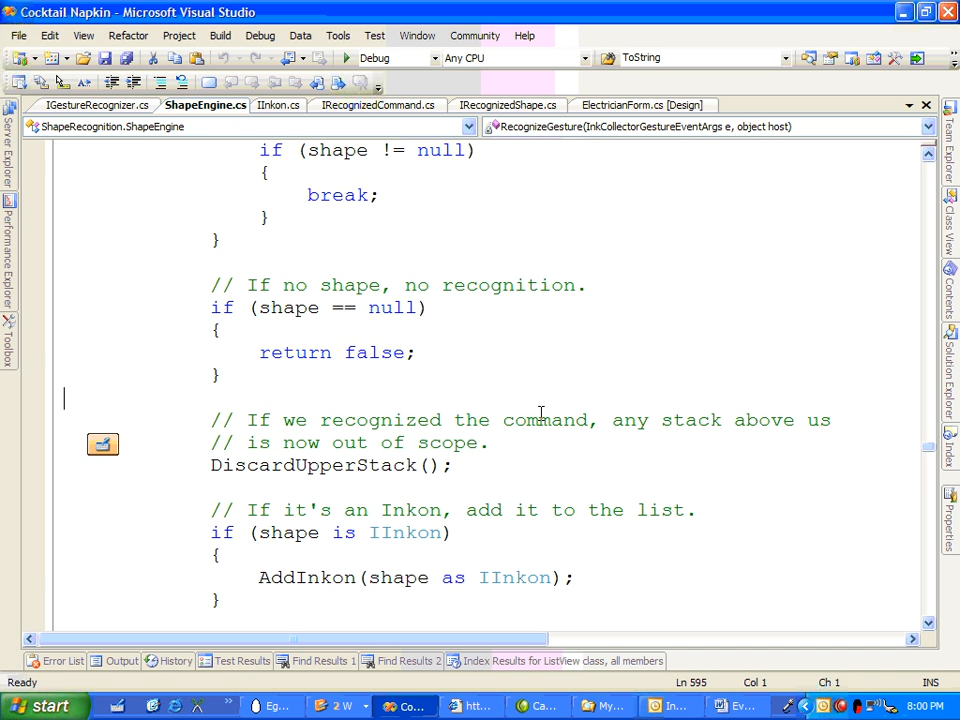 Cocktail Napkin - Microsoft Visual Studio
File Edit View Refactor Project Build Debug Data Tools Test Window Community Help
Debug Any CPU ToString
IGestureRecognizer.cs ShapeEngine.cs IInkon.cs IRecognizedCommand.cs IRecognizedShape.cs ElectricianForm.cs [Design]
ShapeRecognition.ShapeEngine RecognizeGesture(InkCollectorGestureEventArgs e, object host)
Server Explorer
Performance Explorer
Toolbox
if (shape != null)
{
break;
}
}
// If no shape, no recognition.
if (shape == null)
{
return false;
}
// If we recognized the command, any stack above us
// is now out of scope.
DiscardUpperStack();
// If it's an Inkon, add it to the list.
if (shape is IInkon)
{
AddInkon(shape as IInkon);
}
Team Explorer
Class View
Contents
Solution Explorer
Index
Properties
Error List Output History Test Results Find Results 1 Find Results 2 Index Results for ListView class, all members
Ready Ln 595 Col 1 Ch 1 INS
start Eg... 2 W Co... htt... Ca... My... In... Ev... 8:00 PM